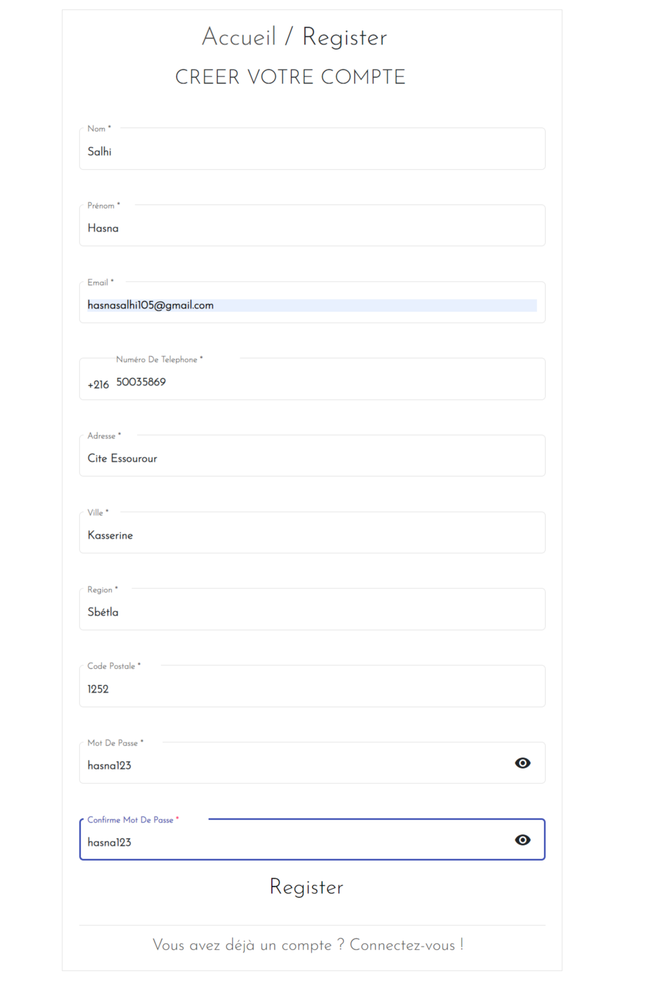 Accueil / Register
CREER VOTRE COMPTE
Nom *
Salhi
Prénom *
Hasna
Email *
hasnasalhi105@gmail.com
Numéro De Telephone *
+216 50035869
Adresse *
Cite Essourour
Ville *
Kasserine
Region *
Sbétla
Code Postale *
1252
Mot De Passe *
hasna123
Confirme Mot De Passe *
hasna123
Register
Vous avez déjà un compte ? Connectez-vous !